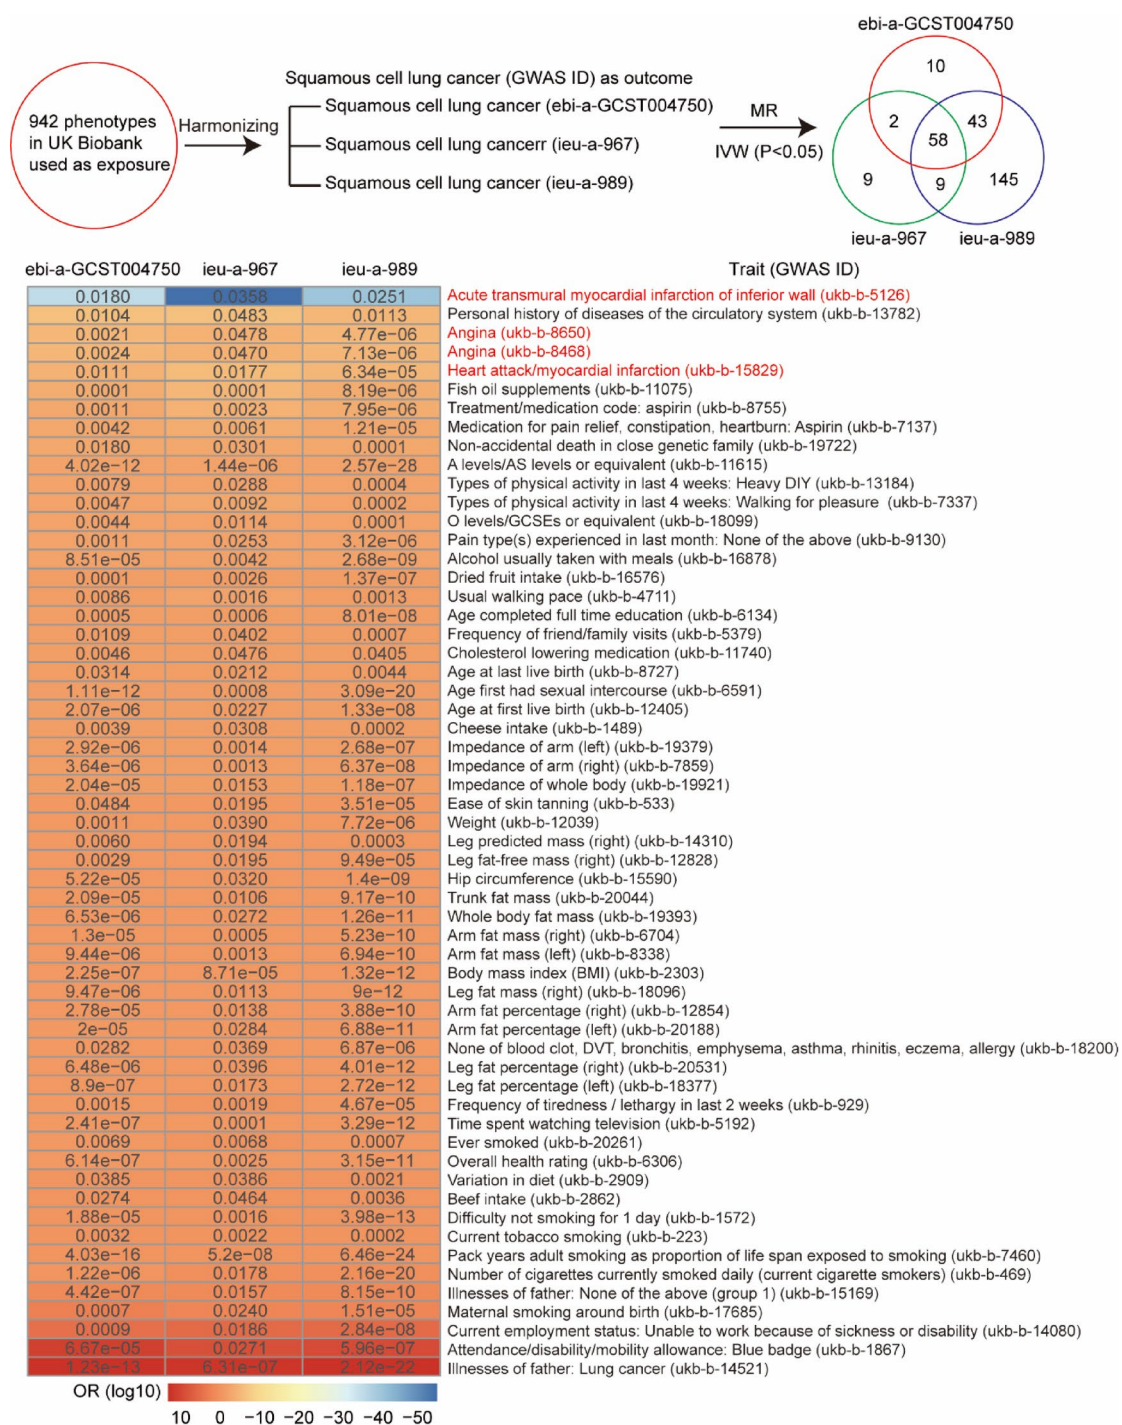 ebi-a-GCST004750
10
2
43
58
9
9
145
ieu-a-967 ieu-a-989
942 phenotypes
in UK Biobank
used as exposure
Harmonizing
Squamous cell lung cancer (GWAS ID) as outcome
Squamous cell lung cancer (ebi-a-GCST004750)
Squamous cell lung cancerr (ieu-a-967)
Squamous cell lung cancer (ieu-a-989)
MR
IVW (P<0.05)
ebi-a-GCST004750 ieu-a-967 ieu-a-989 Trait (GWAS ID)
0.0180 0.0358 0.0251 Acute transmural myocardial infarction of inferior wall (ukb-b-5126)
0.0104 0.0483 0.0113 Personal history of diseases of the circulatory system (ukb-b-13782)
0.0021 0.0478 4.77e−06 Angina (ukb-b-8650)
0.0024 0.0470 7.13e−06 Angina (ukb-b-8468)
0.0111 0.0177 6.34e−05 Heart attack/myocardial infarction (ukb-b-15829)
0.0001 0.0001 8.19e−06 Fish oil supplements (ukb-b-11075)
0.0011 0.0023 7.95e−06 Treatment/medication code: aspirin (ukb-b-8755)
0.0042 0.0061 1.21e−05 Medication for pain relief, constipation, heartburn: Aspirin (ukb-b-7137)
0.0180 0.0301 0.0001 Non-accidental death in close genetic family (ukb-b-19722)
4.02e−12 1.44e−06 2.57e−28 A levels/AS levels or equivalent (ukb-b-11615)
0.0079 0.0288 0.0004 Types of physical activity in last 4 weeks: Heavy DIY (ukb-b-13184)
0.0047 0.0092 0.0002 Types of physical activity in last 4 weeks: Walking for pleasure (ukb-b-7337)
0.0044 0.0114 0.0001 O levels/GCSEs or equivalent (ukb-b-18099)
0.0011 0.0253 3.12e−06 Pain type(s) experienced in last month: None of the above (ukb-b-9130)
8.51e−05 0.0042 2.68e−09 Alcohol usually taken with meals (ukb-b-16878)
0.0001 0.0026 1.37e−07 Dried fruit intake (ukb-b-16576)
0.0086 0.0016 0.0013 Usual walking pace (ukb-b-4711)
0.0005 0.0006 8.01e−08 Age completed full time education (ukb-b-6134)
0.0109 0.0402 0.0007 Frequency of friend/family visits (ukb-b-5379)
0.0046 0.0476 0.0405 Cholesterol lowering medication (ukb-b-11740)
0.0314 0.0212 0.0044 Age at last live birth (ukb-b-8727)
1.11e−12 0.0008 3.09e−20 Age first had sexual intercourse (ukb-b-6591)
2.07e−06 0.0227 1.33e−08 Age at first live birth (ukb-b-12405)
0.0039 0.0308 0.0002 Cheese intake (ukb-b-1489)
2.92e−06 0.0014 2.68e−07 Impedance of arm (left) (ukb-b-19379)
3.64e−06 0.0013 6.37e−08 Impedance of arm (right) (ukb-b-7859)
2.04e−05 0.0153 1.18e−07 Impedance of whole body (ukb-b-19921)
0.0484 0.0195 3.51e−05 Ease of skin tanning (ukb-b-533)
0.0011 0.0390 7.72e−06 Weight (ukb-b-12039)
0.0060 0.0194 0.0003 Leg predicted mass (right) (ukb-b-14310)
0.0029 0.0195 9.49e−05 Leg fat-free mass (right) (ukb-b-12828)
5.22e−05 0.0320 1.4e−09 Hip circumference (ukb-b-15590)
2.09e−05 0.0106 9.17e−10 Trunk fat mass (ukb-b-20044)
6.53e−06 0.0272 1.26e−11 Whole body fat mass (ukb-b-19393)
1.3e−05 0.0005 5.23e−10 Arm fat mass (right) (ukb-b-6704)
9.44e−06 0.0013 6.94e−10 Arm fat mass (left) (ukb-b-8338)
2.25e−07 8.71e−05 1.32e−12 Body mass index (BMI) (ukb-b-2303)
9.47e−06 0.0113 9e−12 Leg fat mass (right) (ukb-b-18096)
2.78e−05 0.0138 3.88e−10 Arm fat percentage (right) (ukb-b-12854)
2e−05 0.0284 6.88e−11 Arm fat percentage (left) (ukb-b-20188)
0.0282 0.0369 6.87e−06 None of blood clot, DVT, bronchitis, emphysema, asthma, rhinitis, eczema, allergy (ukb-b-18200)
6.48e−06 0.0396 4.01e−12 Leg fat percentage (right) (ukb-b-20531)
8.9e−07 0.0173 2.72e−12 Leg fat percentage (left) (ukb-b-18377)
0.0015 0.0019 4.67e−05 Frequency of tiredness / lethargy in last 2 weeks (ukb-b-929)
2.41e−07 0.0001 3.29e−12 Time spent watching television (ukb-b-5192)
0.0069 0.0068 0.0007 Ever smoked (ukb-b-20261)
6.14e−07 0.0025 3.15e−11 Overall health rating (ukb-b-6306)
0.0385 0.0386 0.0021 Variation in diet (ukb-b-2909)
0.0274 0.0464 0.0036 Beef intake (ukb-b-2862)
1.88e−05 0.0016 3.98e−13 Difficulty not smoking for 1 day (ukb-b-1572)
0.0032 0.0022 0.0002 Current tobacco smoking (ukb-b-223)
4.03e−16 5.2e−08 6.46e−24 Pack years adult smoking as proportion of life span exposed to smoking (ukb-b-7460)
1.22e−06 0.0178 2.16e−20 Number of cigarettes currently smoked daily (current cigarette smokers) (ukb-b-469)
4.42e−07 0.0157 8.15e−10 Illnesses of father: None of the above (group 1) (ukb-b-15169)
0.0007 0.0240 1.51e−05 Maternal smoking around birth (ukb-b-17685)
0.0009 0.0186 2.84e−08 Current employment status: Unable to work because of sickness or disability (ukb-b-14080)
6.67e−05 0.0271 5.96e−07 Attendance/disability/mobility allowance: Blue badge (ukb-b-1867)
1.23e−13 6.31e−07 2.12e−22 Illnesses of father: Lung cancer (ukb-b-14521)
OR (log10)
10 0 −10 −20 −30 −40 −50